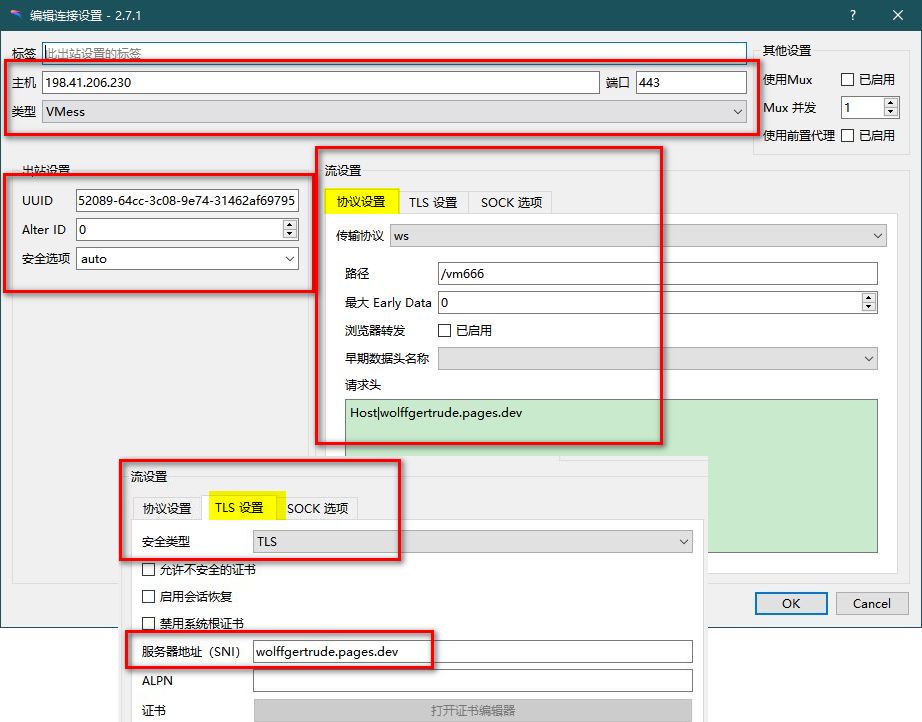 编辑连接设置 - 2.7.1
标签 此出站设置的标签
主机 198.41.206.230 端口 443
类型 VMess
其他设置
使用Mux 已启用
Mux 并发 1
使用前置代理 已启用
出站设置
UUID 52089-64cc-3c08-9e74-31462af69795
Alter ID 0
安全选项 auto
流设置
协议设置 TLS 设置 SOCK 选项
传输协议 ws
路径 /vm666
最大 Early Data 0
浏览器转发 已启用
早期数据头名称
请求头
Host|wolffgertrude.pages.dev
流设置
协议设置 TLS 设置 SOCK 选项
安全类型 TLS
允许不安全的证书
启用会话恢复
禁用系统根证书
服务器地址（SNI） wolffgertrude.pages.dev
ALPN
证书 打开证书编辑器
OK Cancel